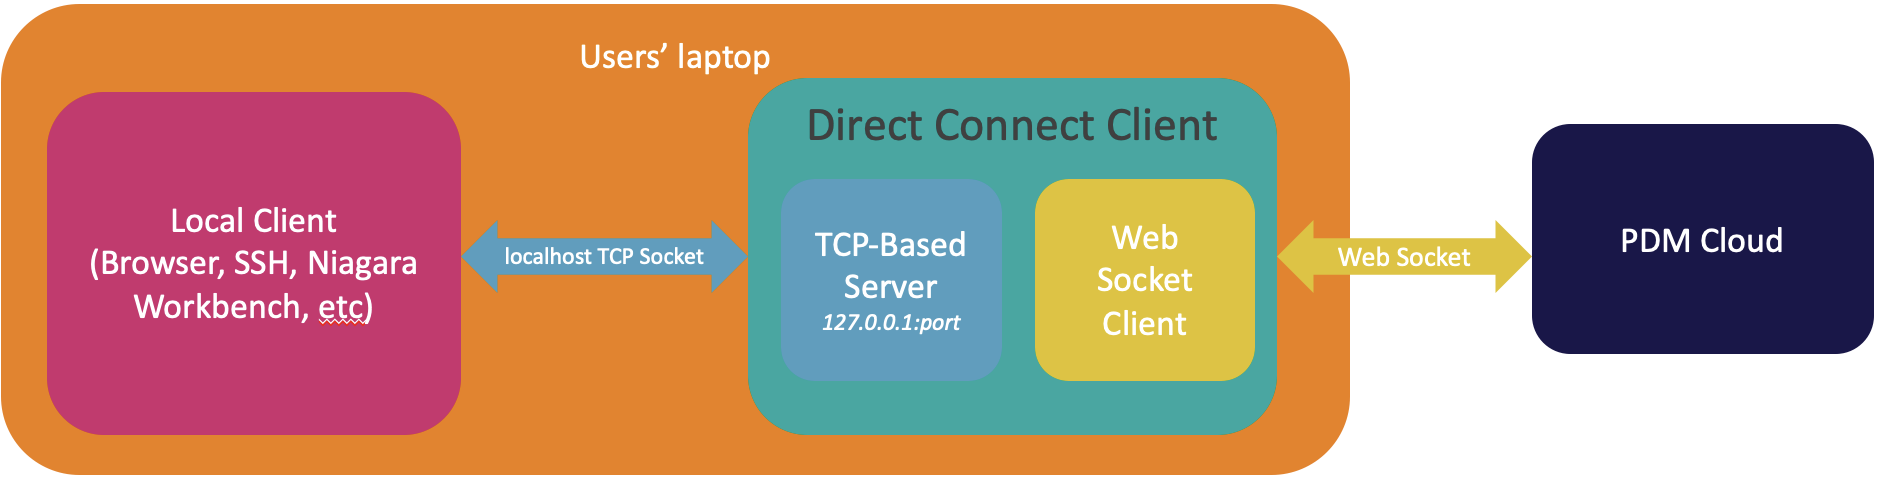 Users’ laptop
Direct Connect Client
Local Client
(Browser, SSH, Niagara
Workbench, etc)
localhost TCP Socket
TCP-Based
Server
127.0.0.1:port
Web
Socket
Client
Web Socket
PDM Cloud